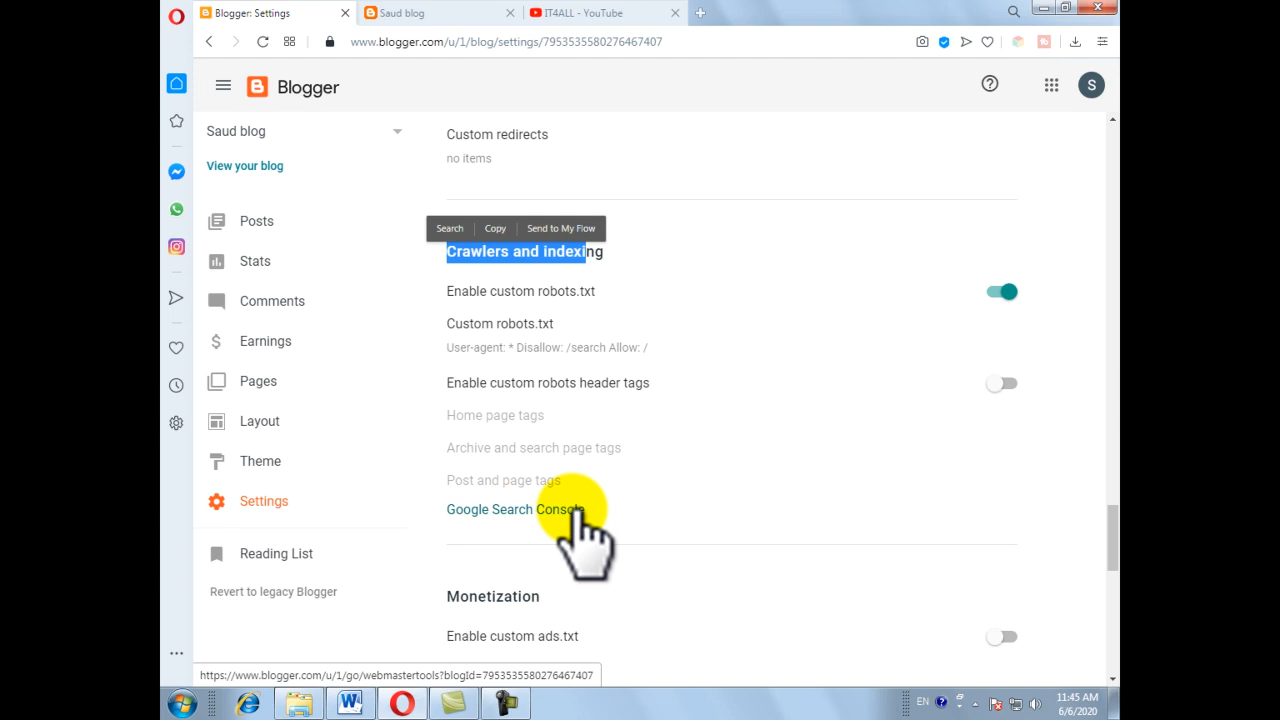 Blogger: Settings
Saud blog
IT4ALL - YouTube
www.blogger.com/u/1/blog/settings/7953535580276467407
Blogger
S
Saud blog
View your blog
Posts
Stats
Comments
Earnings
Pages
Layout
Theme
Settings
Reading List
Revert to legacy Blogger
Custom redirects
no items
Search
Copy
Send to My Flow
Crawlers and indexing
Enable custom robots.txt
Custom robots.txt
User-agent: * Disallow: /search Allow: /
Enable custom robots header tags
Home page tags
Archive and search page tags
Post and page tags
Google Search Console
Monetization
Enable custom ads.txt
https://www.blogger.com/u/1/go/webmastertools?blogId=7953535580276467407
EN
11:45 AM
6/6/2020